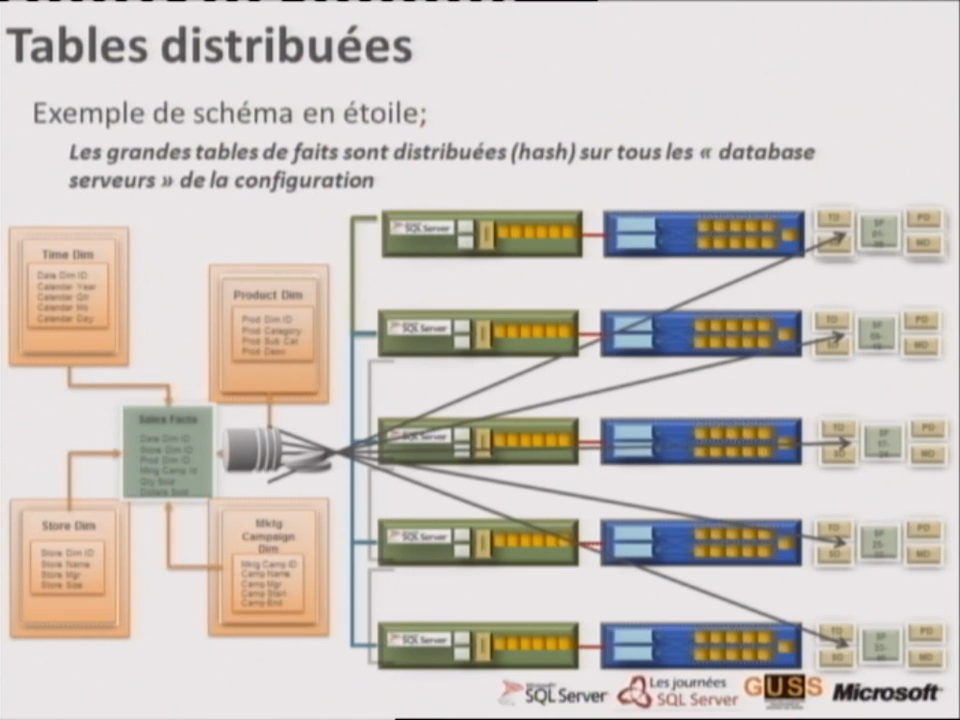 Tables distribuées
Exemple de schéma en étoile;
Les grandes tables de faits sont distribuées (hash) sur tous les « database
serveurs » de la configuration
Time Dim
Date Dim ID
Calendar Year
Calendar Qtr
Calendar Mo
Calendar Day
Product Dim
Prod Dim ID
Prod Category
Prod Sub Cat
Prod Desc
Sales Facts
Date Dim ID
Store Dim ID
Prod Dim ID
Mktg Camp Id
Qty Sold
Dollars Sold
Store Dim
Store Dim ID
Store Name
Store Mgr
Store Size
Mktg
Campaign
Dim
Mktg Camp ID
Camp Name
Camp Mgr
Camp Start
Camp End
SQL Server
TD
PD
MD
SF
SQL Server
TD
PD
SD
MD
SF
SQL Server
PD
SD
MD
SF
SQL Server
TD
PD
SD
MD
SF
SQL Server
TD
PD
SD
MD
SF
Microsoft
SQL Server
Les journées
SQL Server
GUSS
Microsoft